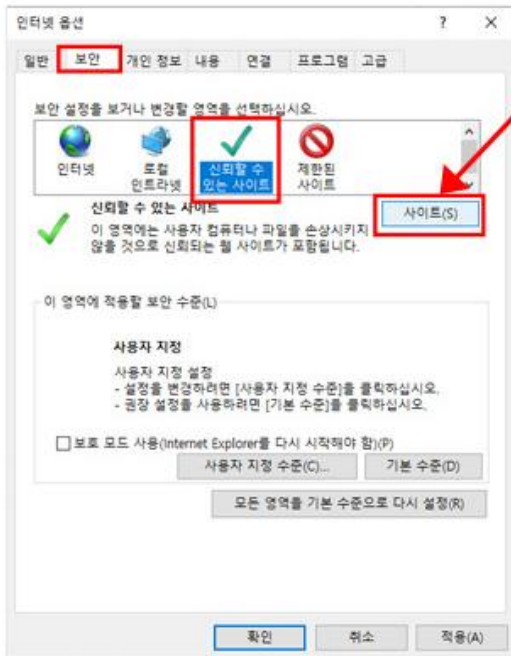 인터넷 옵션 ? ×
일반 보안 개인 정보 내용 연결 프로그램 고급
보안 설정을 보거나 변경할 영역을 선택하십시오.
인터넷 로컬 인트라넷 신뢰할 수 있는 사이트 제한된 사이트
신뢰할 수 있는 사이트
사이트(S)
이 영역에는 사용자 컴퓨터나 파일을 손상시키지
않을 것으로 신뢰되는 웹 사이트가 포함됩니다.
이 영역에 적용할 보안 수준(L)
사용자 지정
사용자 지정 설정
- 설정을 변경하려면 [사용자 지정 수준]을 클릭하십시오.
- 권장 설정을 사용하려면 [기본 수준]을 클릭하십시오.
보호 모드 사용(Internet Explorer를 다시 시작해야 함)(P)
사용자 지정 수준(C)... 기본 수준(D)
모든 영역을 기본 수준으로 다시 설정(R)
확인 취소 적용(A)